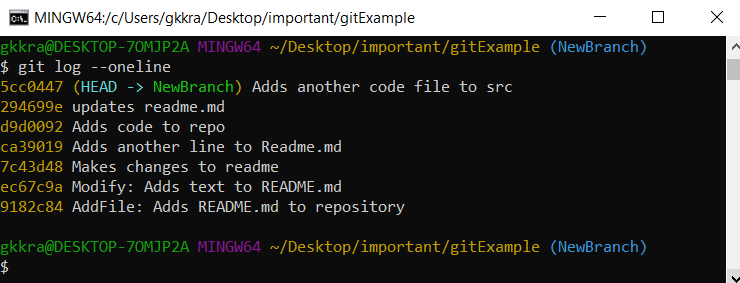 MINGW64:/c/Users/gkkra/Desktop/important/gitExample
gkkra@DESKTOP-7OMJP2A MINGW64 ~/Desktop/important/gitExample (NewBranch)
$ git log --oneline
5cc0447 (HEAD -> NewBranch) Adds another code file to src
294699e updates readme.md
d9d0092 Adds code to repo
ca39019 Adds another line to Readme.md
7c43d48 Makes changes to readme
ec67c9a Modify: Adds text to README.md
9182c84 AddFile: Adds README.md to repository
gkkra@DESKTOP-7OMJP2A MINGW64 ~/Desktop/important/gitExample (NewBranch)
$